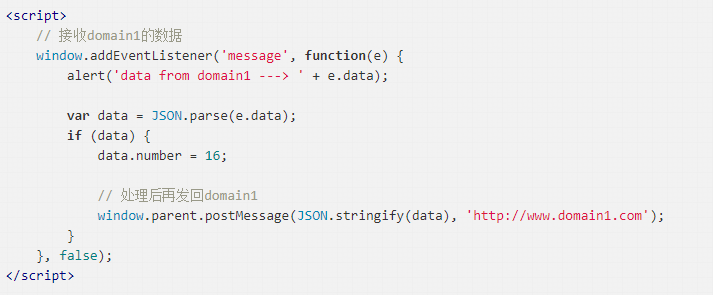 <script>
    // 接收domain1的数据
    window.addEventListener('message', function(e) {
        alert('data from domain1 ---> ' + e.data);

        var data = JSON.parse(e.data);
        if (data) {
            data.number = 16;

            // 处理后再发回domain1
            window.parent.postMessage(JSON.stringify(data), 'http://www.domain1.com');
        }
    }, false);
</script>